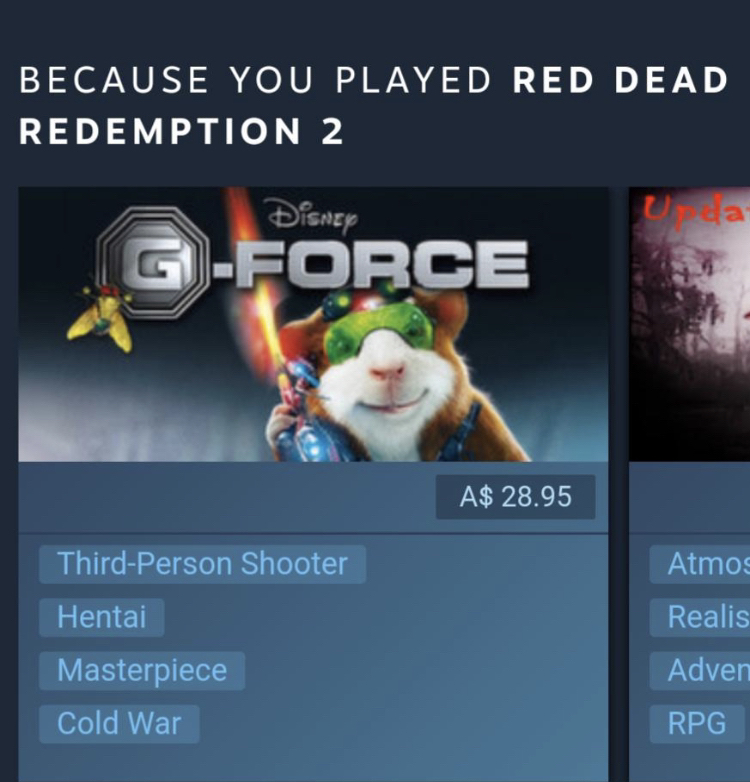 BECAUSE YOU PLAYED RED DEAD
REDEMPTION 2
Disney
G-FORCE
A$ 28.95
Third-Person Shooter
Hentai
Masterpiece
Cold War
RPG